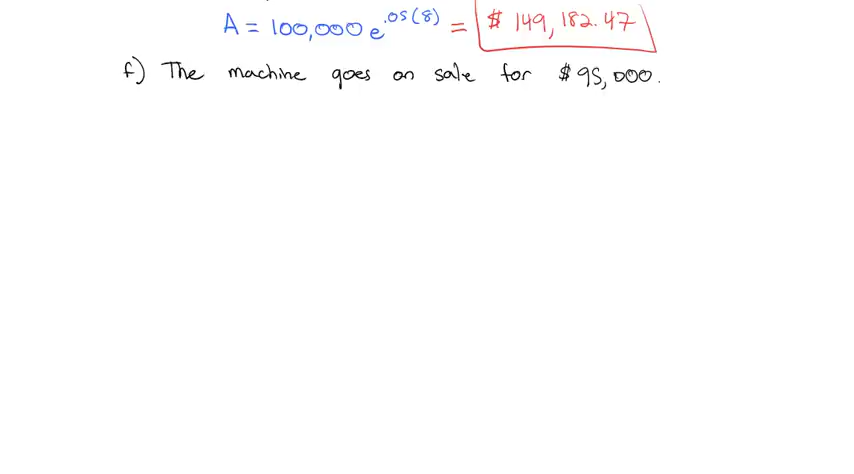 A = 100,000 e^.05(8) = $ 149,182.47
f) The machine goes on sale for $95,000.